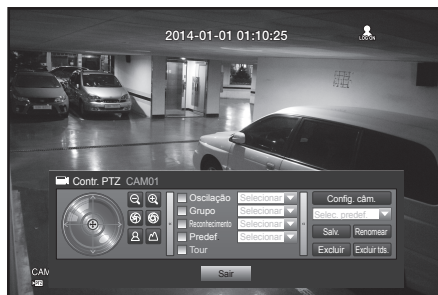 2014-01-01 01:10:25
LOG ON
Contr. PTZ CAM01
Oscilação Selecionar
Config. câm.
Grupo Selecionar
Selec. predef.
Reconhecimento Selecionar
Salv. Renomear
Predef Selecionar
Tour
Excluir Excluir tds.
CAM
Sair